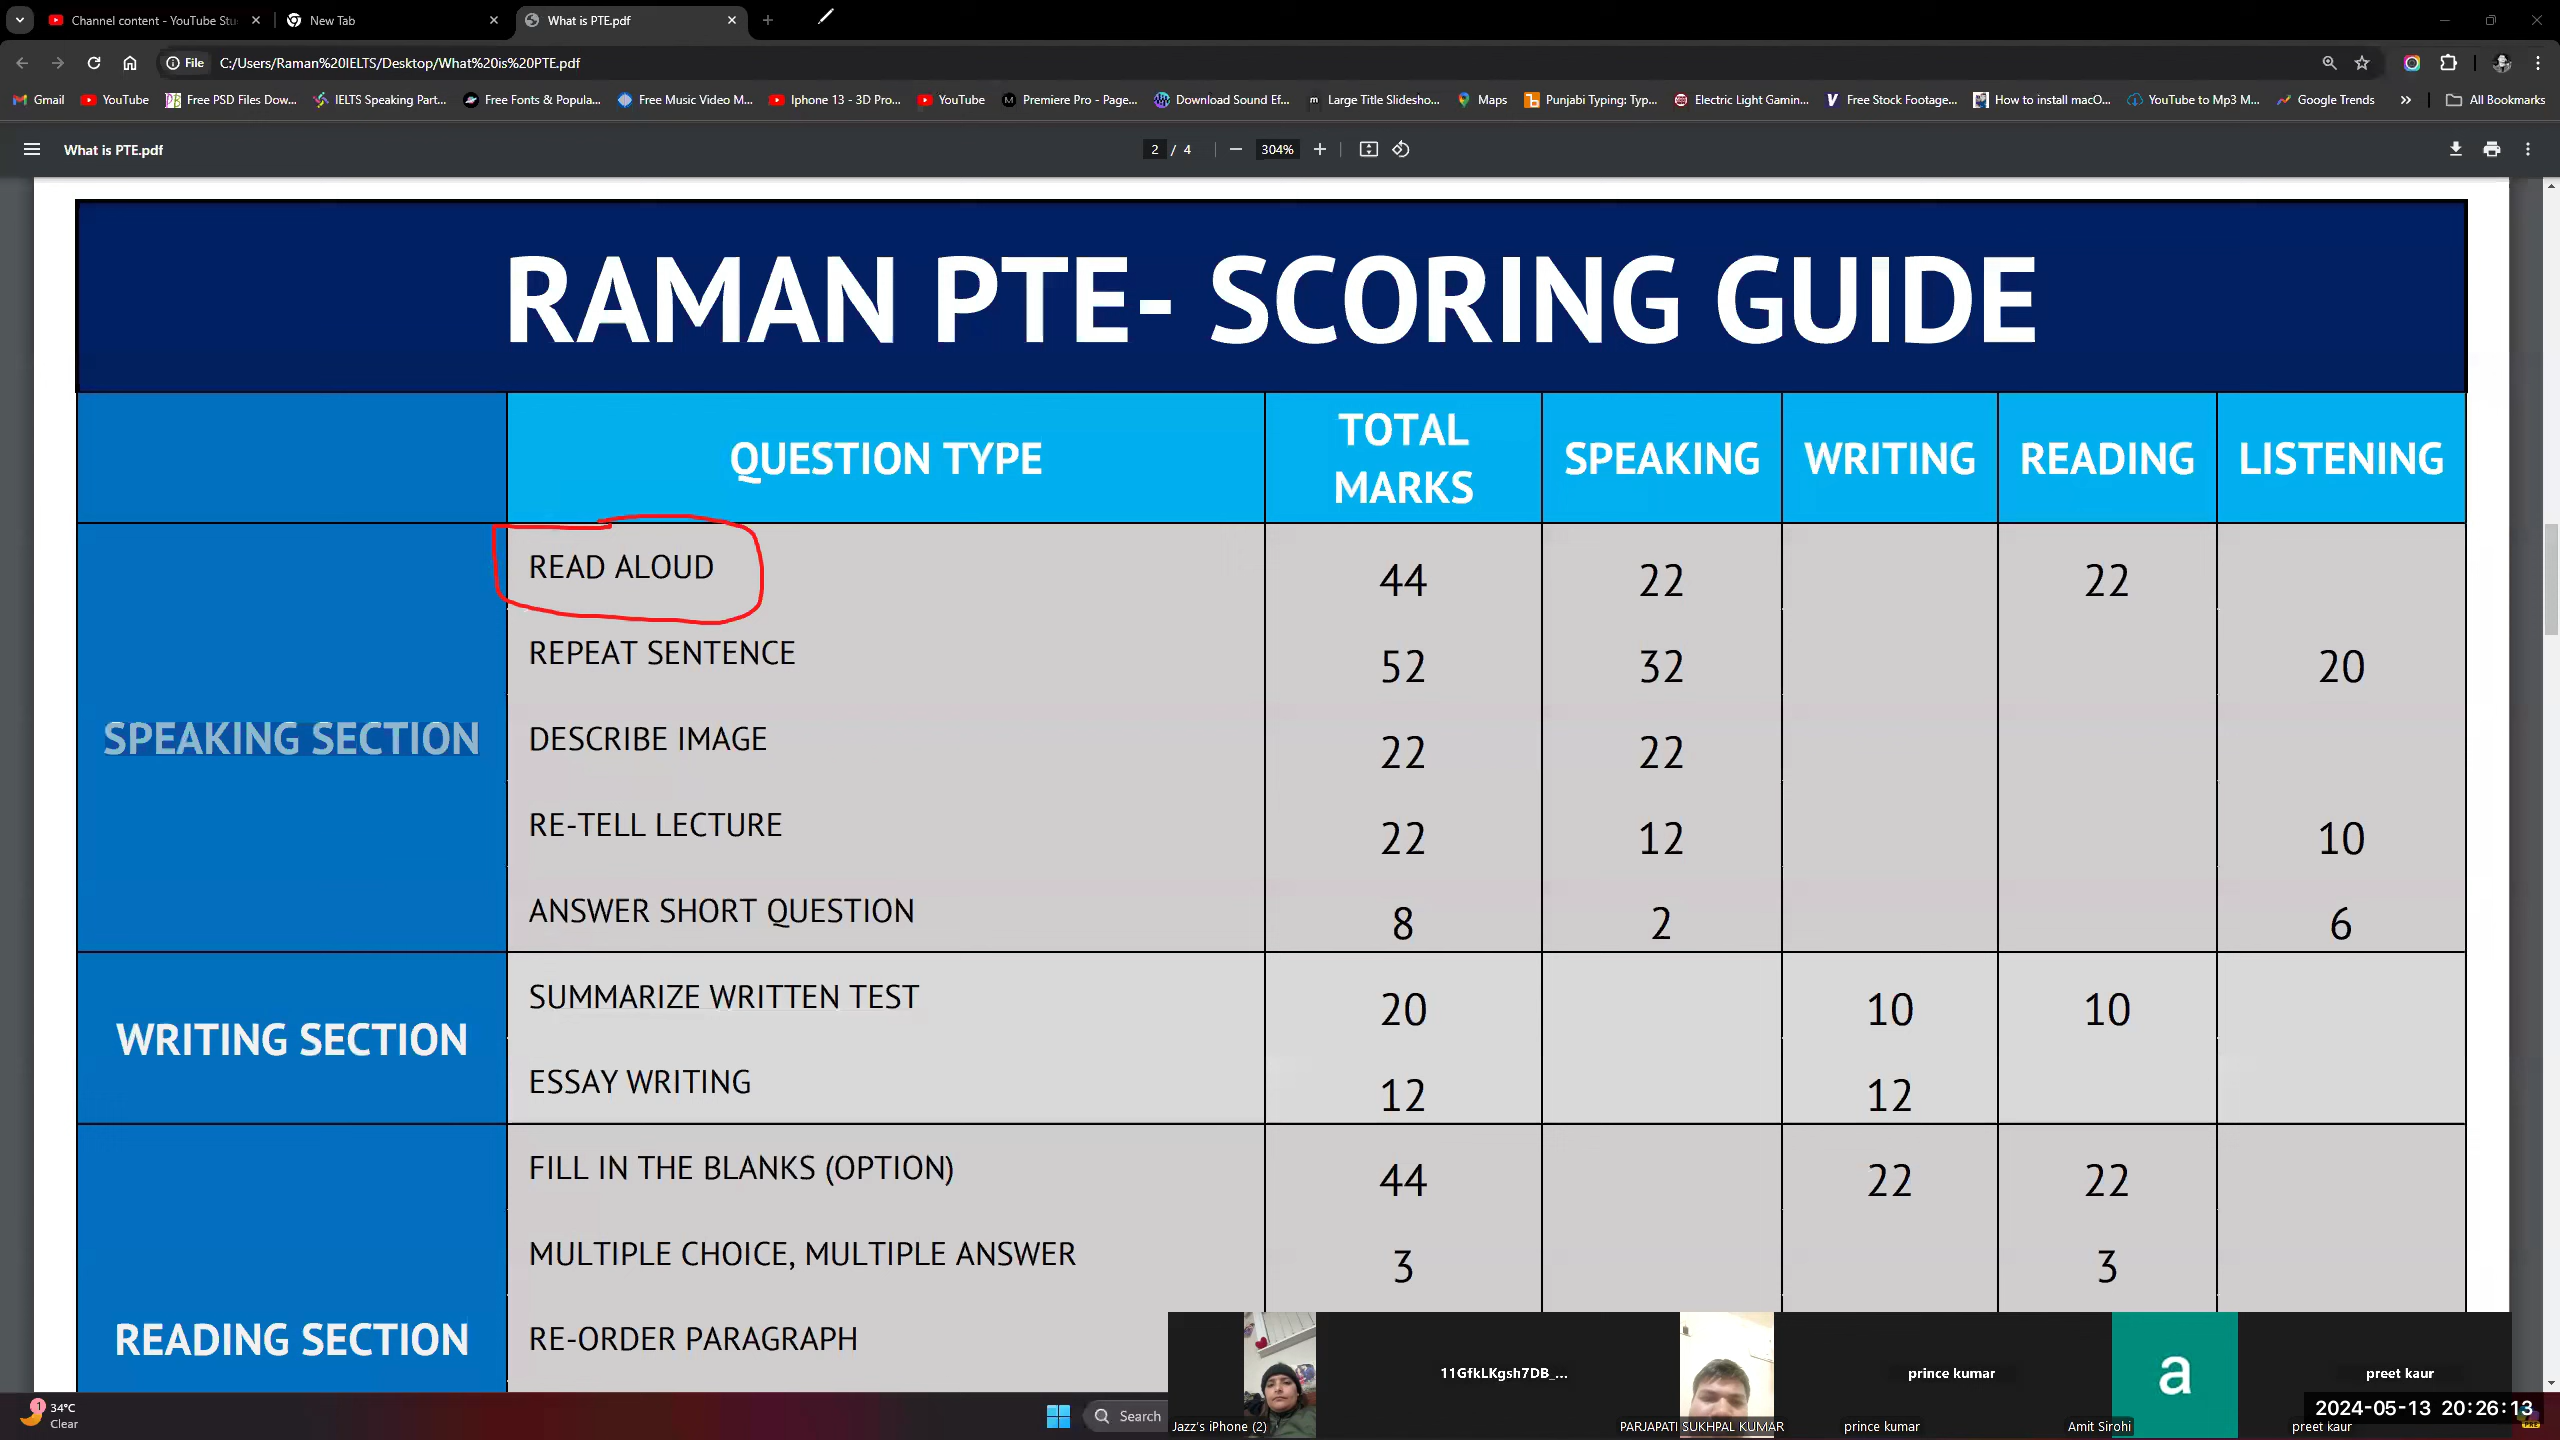 Channel content - YouTube Stu
New Tab
What is PTE.pdf
File C:/Users/Raman%20IELTS/Desktop/What%20is%20PTE.pdf
Gmail YouTube Free PSD Files Dow... IELTS Speaking Part... Free Fonts & Popula... Free Music Video M... Iphone 13 - 3D Pro... YouTube Premiere Pro - Page... Download Sound Ef... Large Title Slidesho... Maps Punjabi Typing: Typ... Electric Light Gamin... Free Stock Footage... How to install macO... YouTube to Mp3 M... Google Trends All Bookmarks
What is PTE.pdf 2 / 4 304%
RAMAN PTE- SCORING GUIDE
QUESTION TYPE TOTAL MARKS SPEAKING WRITING READING LISTENING
SPEAKING SECTION
READ ALOUD 44 22 22
REPEAT SENTENCE 52 32 20
DESCRIBE IMAGE 22 22
RE-TELL LECTURE 22 12 10
ANSWER SHORT QUESTION 8 2 6
WRITING SECTION
SUMMARIZE WRITTEN TEST 20 10 10
ESSAY WRITING 12 12
READING SECTION
FILL IN THE BLANKS (OPTION) 44 22 22
MULTIPLE CHOICE, MULTIPLE ANSWER 3 3
RE-ORDER PARAGRAPH
11GfkLKgsh7DB_...
prince kumar
a
preet kaur
Jazz's iPhone (2)
PARJAPATI SUKHPAL KUMAR
prince kumar
Amit Sirohi
preet kaur
2024-05-13 20:26:13
1
34°C
Clear
Search